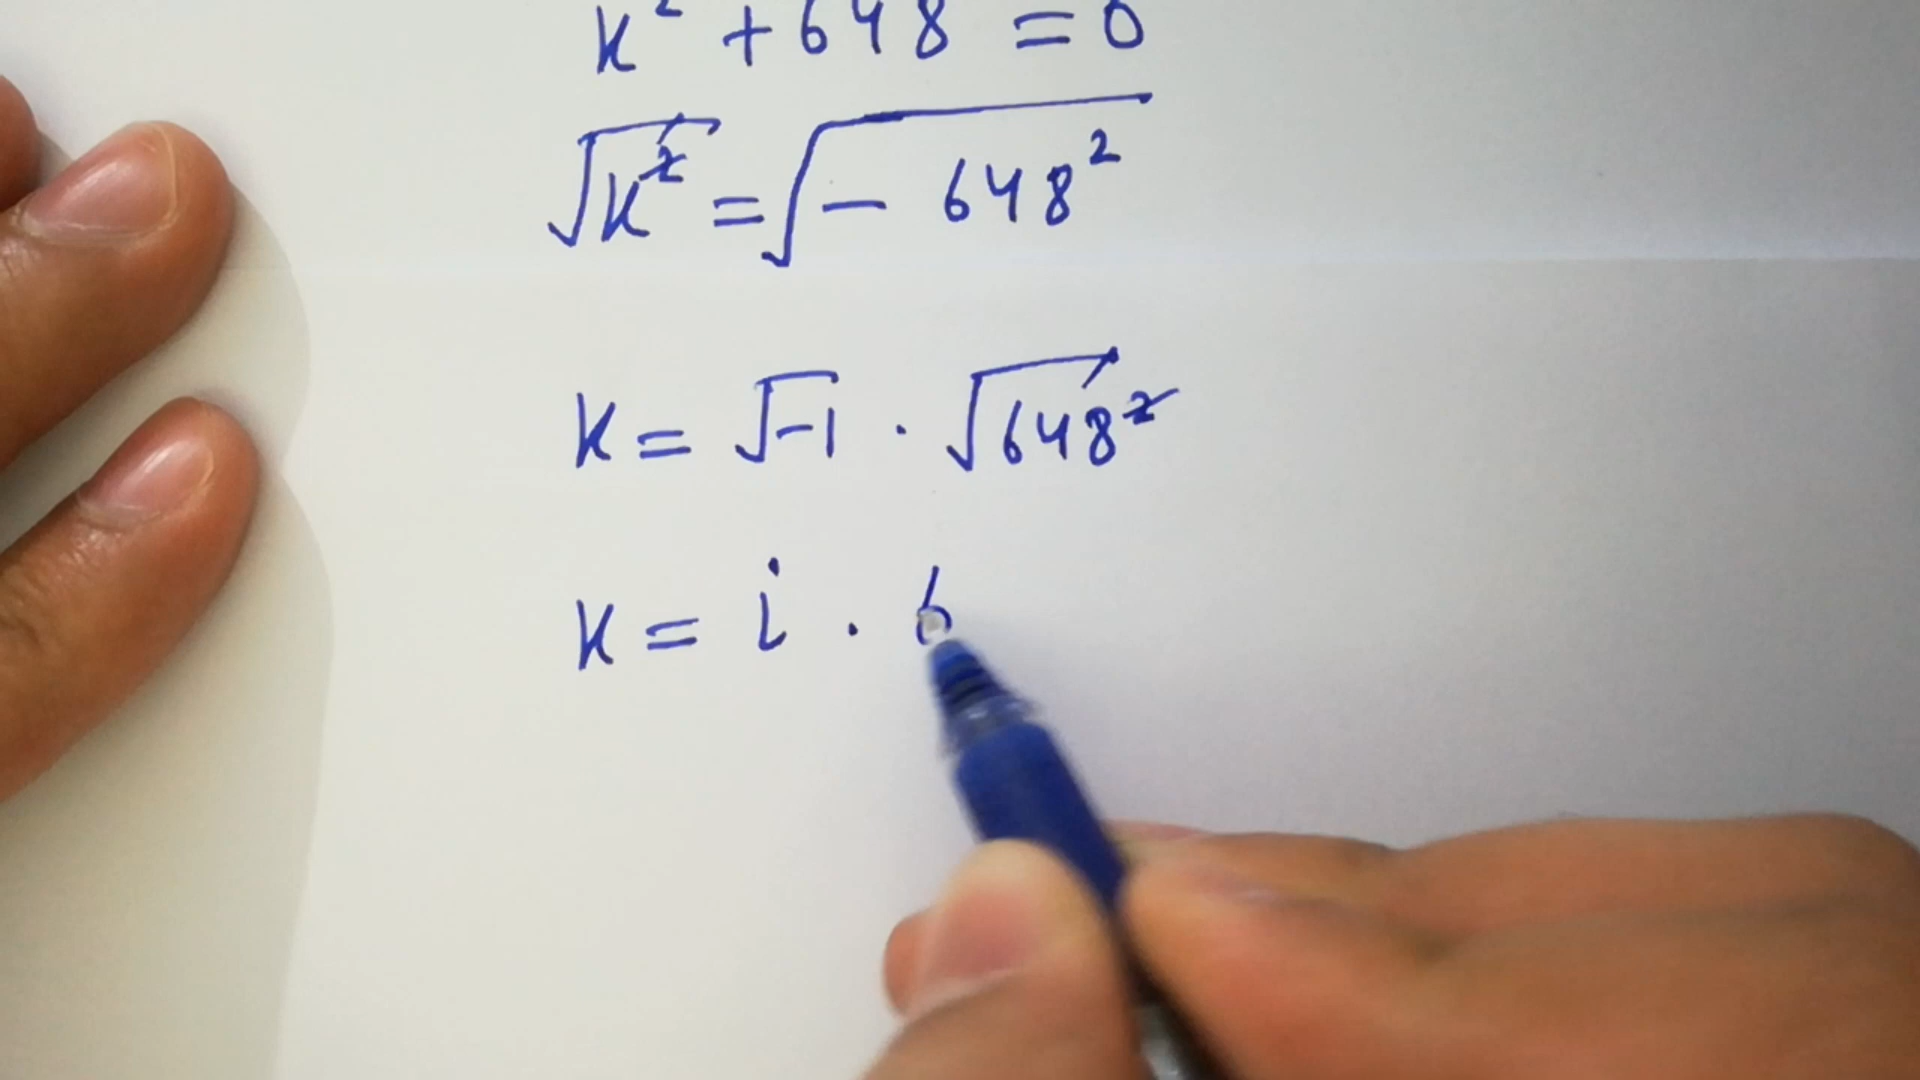 k² + 648 = 0
√k² = √- 648²
k = √-1 · √648²
k = i · 6